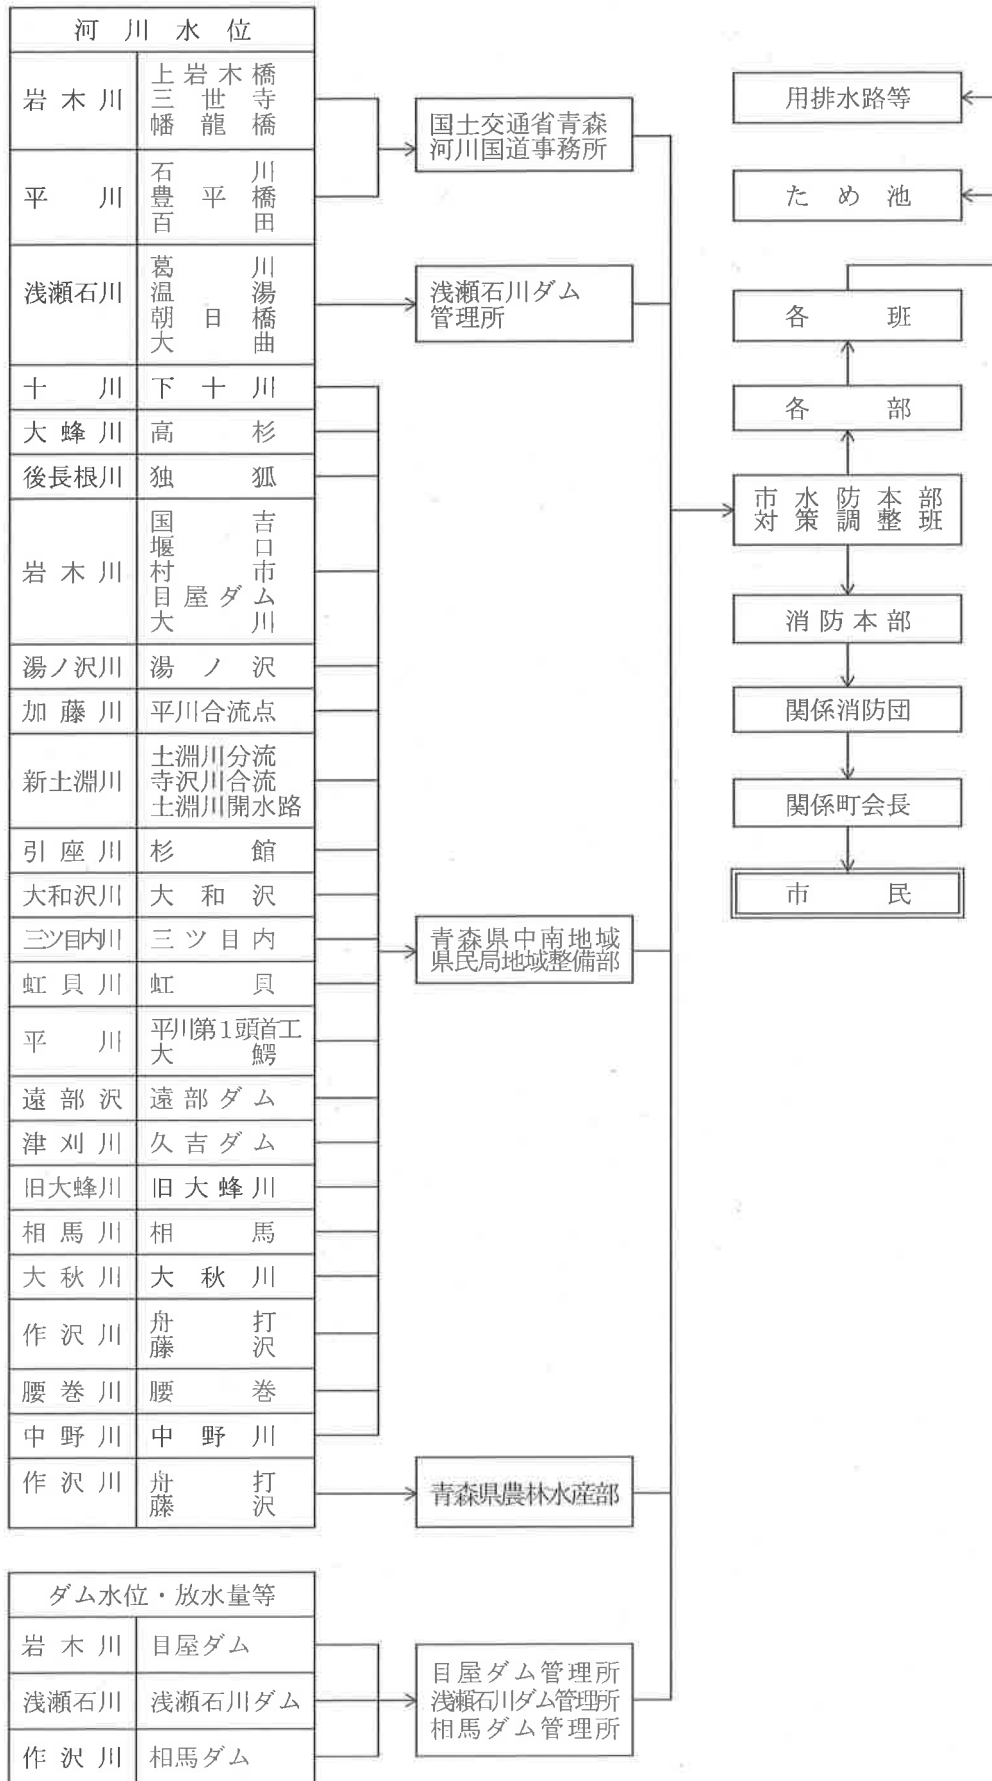 河川水位
岩木川
上岩木橋
三世寺
幡龍橋
平川
石川
豊平橋
百田
浅瀬石川
葛川
温湯
朝日橋
大曲
十川
下十川
大蜂川
高杉
後長根川
独狐
岩木川
国吉
堰口
村市
目屋ダム
大川
湯ノ沢川
湯ノ沢
加藤川
平川合流点
新土淵川
土淵川分流
寺沢川合流
土淵川開水路
引座川
杉館
大和沢川
大和沢
三ツ目内川
三ツ目内
虹貝川
虹貝
平川
平川第1頭首工
大鰐
遠部沢
遠部ダム
津刈川
久吉ダム
旧大蜂川
旧大蜂川
相馬川
相馬
大秋川
大秋川
作沢川
舟打
藤沢
腰巻川
腰巻
中野川
中野川
作沢川
舟打
藤沢
ダム水位・放水量等
岩木川
目屋ダム
浅瀬石川
浅瀬石川ダム
作沢川
相馬ダム
国土交通省青森
河川国道事務所
浅瀬石川ダム
管理所
青森県中南地域
県民局地域整備部
青森県農林水産部
目屋ダム管理所
浅瀬石川ダム管理所
相馬ダム管理所
用排水路等
ため池
各班
各部
市水防本部
対策調整班
消防本部
関係消防団
関係町会長
市民